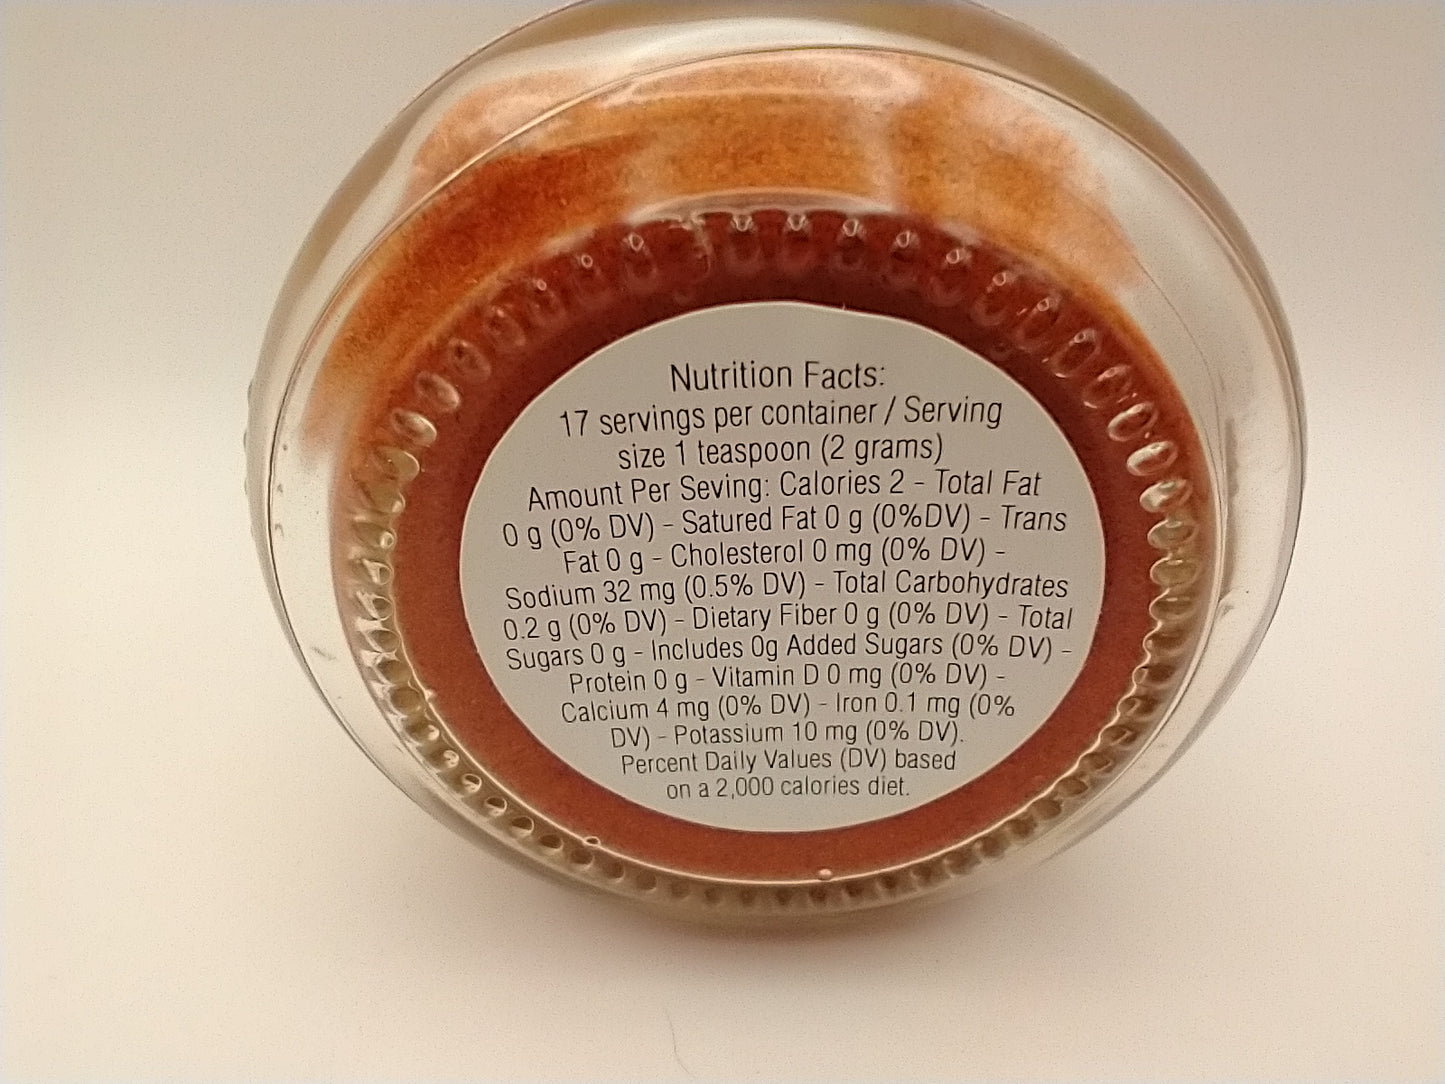 Nutrition Facts:
17 servings per container / Serving
size 1 teaspoon (2 grams)
Amount Per Seving: Calories 2 - Total Fat
0 g (0% DV) - Satured Fat 0 g (0%DV) - Trans
Fat 0 g - Cholesterol 0 mg (0% DV) -
Sodium 32 mg (0.5% DV) - Total Carbohydrates
0.2 g (0% DV) - Dietary Fiber 0 g (0% DV) - Total
Sugars 0 g - Includes 0g Added Sugars (0% DV) -
Protein 0 g - Vitamin D 0 mg (0% DV) -
Calcium 4 mg (0% DV) - Iron 0.1 mg (0%
DV) - Potassium 10 mg (0% DV).
Percent Daily Values (DV) based
on a 2,000 calories diet.